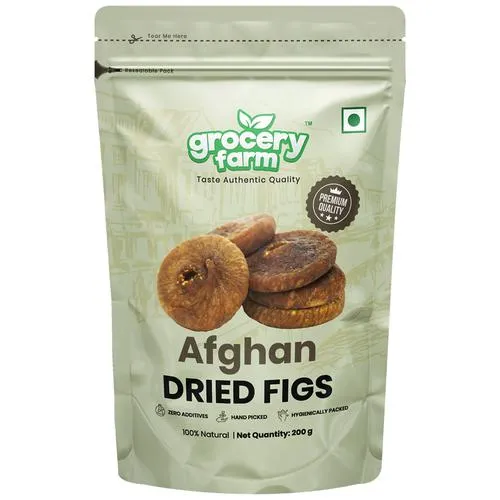 Tear Me Here
Resealable Pack
grocery
farm
TM
Taste Authentic Quality
PREMIUM
QUALITY
Afghan
DRIED FIGS
ZERO ADDITIVES
HAND PICKED
HYGIENICALLY PACKED
100% Natural | Net Quantity: 200 g